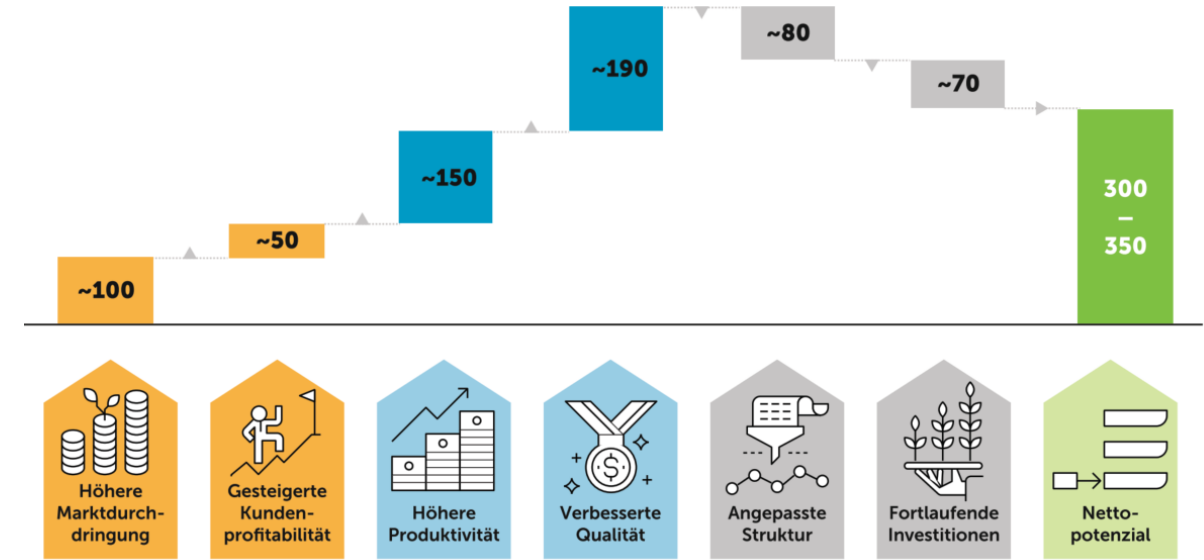 ~100
~50
~150
~190
~80
~70
300
–
350
Höhere
Marktdurch-
dringung
Gesteigerte
Kunden-
profitabilität
Höhere
Produktivität
Verbesserte
Qualität
Angepasste
Struktur
Fortlaufende
Investitionen
Netto-
potenzial
$